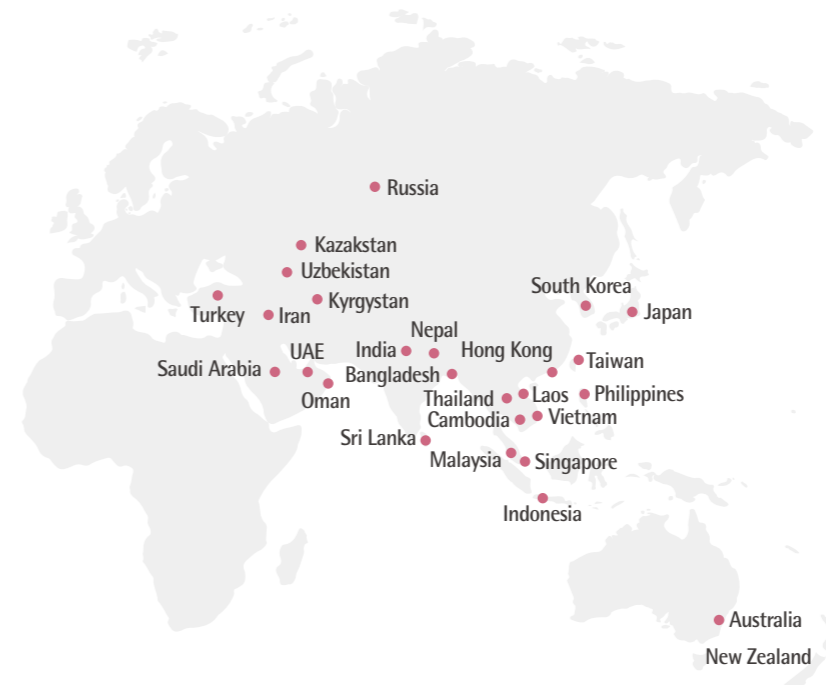 Russia
Kazakstan
Uzbekistan
Kyrgystan
South Korea
Turkey
Iran
Japan
Nepal
UAE
India
Hong Kong
Taiwan
Saudi Arabia
Bangladesh
Oman
Thailand
Laos
Philippines
Cambodia
Vietnam
Sri Lanka
Malaysia
Singapore
Indonesia
Australia
New Zealand